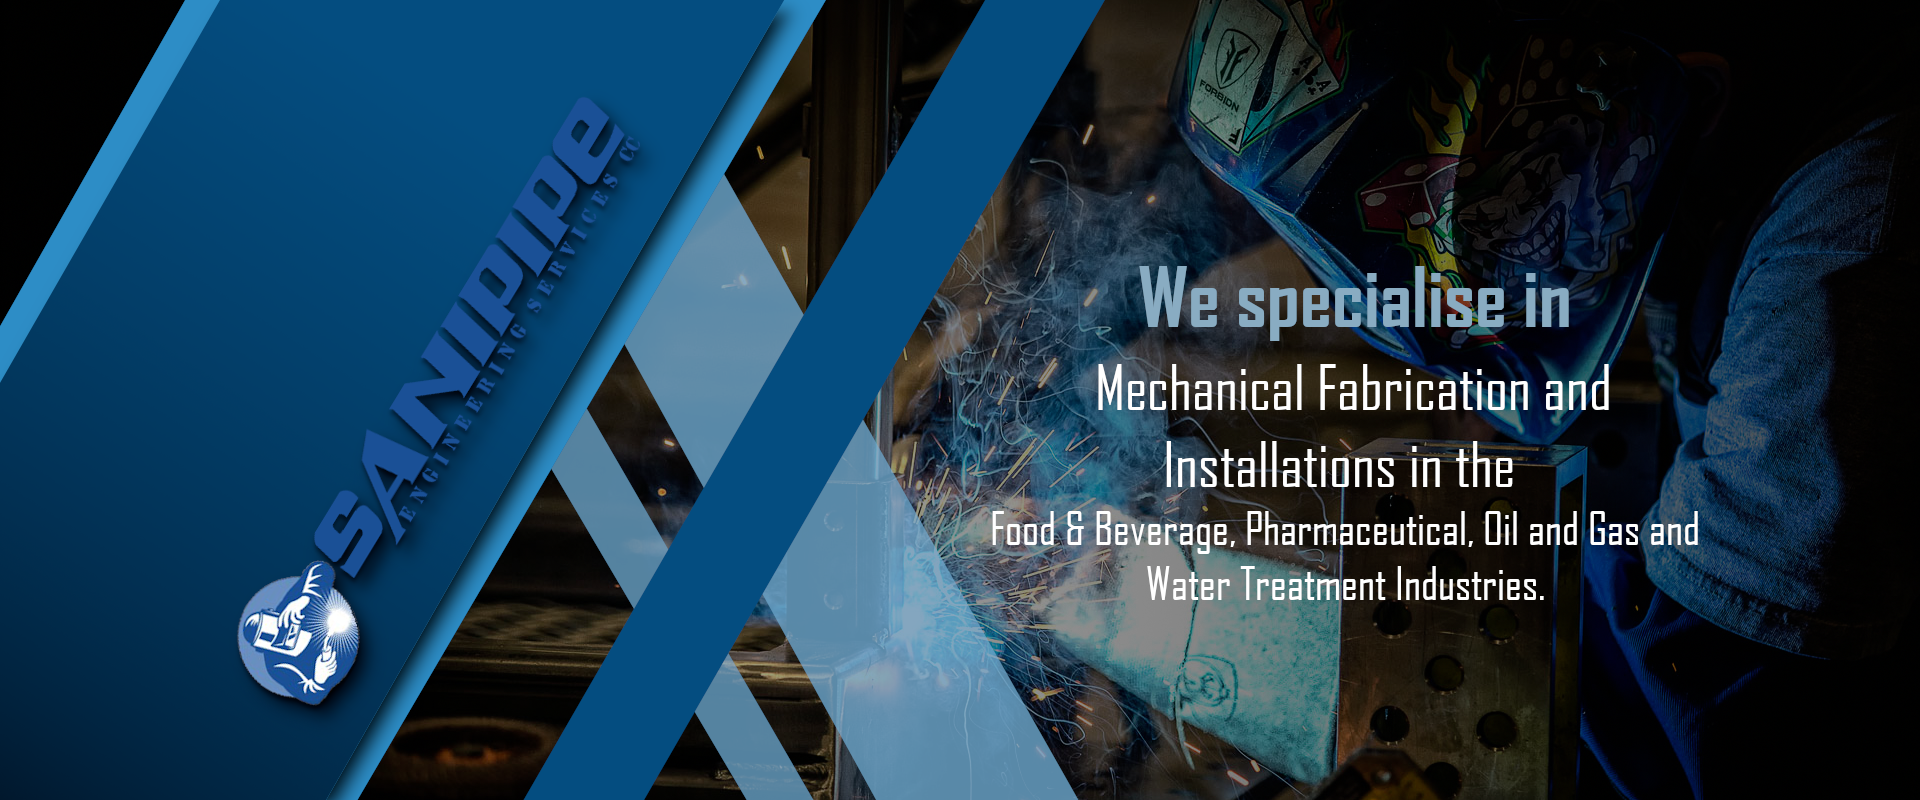 SANIPIPE
ENGINEERING SERVICES CC
FORBIDN
A
A
We specialise in
Mechanical Fabrication and
Installations in the
Food & Beverage, Pharmaceutical, Oil and Gas and
Water Treatment Industries.